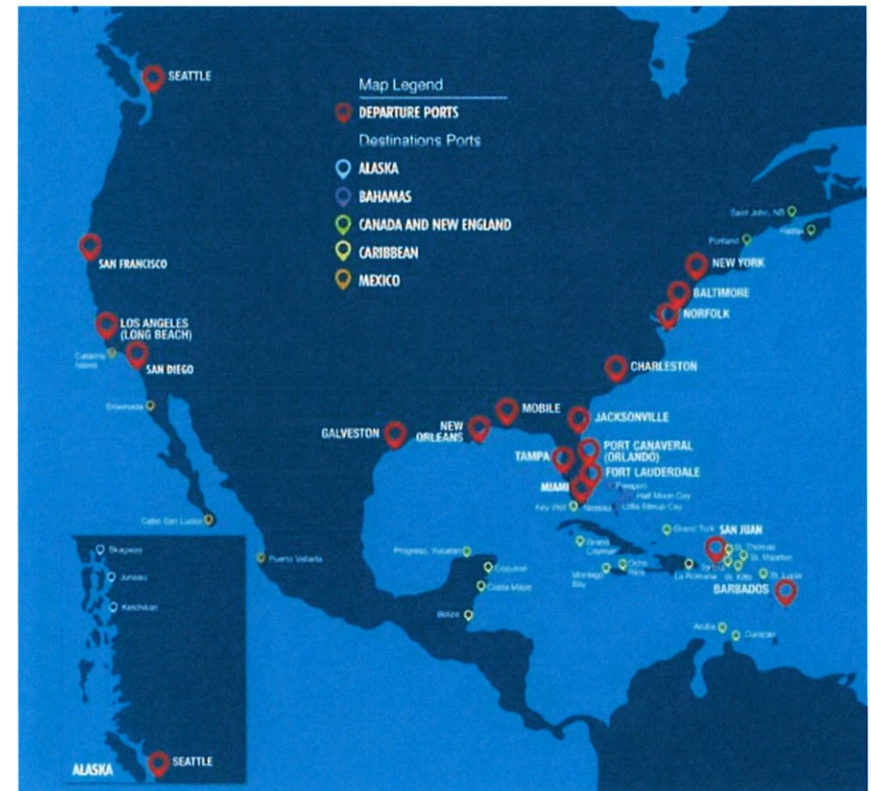 SEATTLE
Map Legend
DEPARTURE PORTS
Destinations Ports
ALASKA
BAHAMAS
CANADA AND NEW ENGLAND
CARIBBEAN
MEXICO
Saint John, NB
Halifax
Portland
NEW YORK
BALTIMORE
NORFOLK
SAN FRANCISCO
LOS ANGELES
(LONG BEACH)
Catalina
Island
SAN DIEGO
CHARLESTON
Ensenada
MOBILE
JACKSONVILLE
GALVESTON
NEW
ORLEANS
PORT CANAVERAL
(ORLANDO)
TAMPA
FORT LAUDERDALE
MIAMI
Freeport
Half Moon Cay
Key West
Nassau
Cabo San Lucas
Grand Turk
SAN JUAN
Grand
Cayman
St. Thomas
St. Maarten
Progreso, Yucatan
Puerto Vallarta
Cozumel
Montego
Bay
Ocho
Rios
La Romana
St. Kitts
St. Lucia
Costa Maya
BARBADOS
Belize
Aruba
Curacao
Skagway
Juneau
Ketchikan
SEATTLE
ALASKA